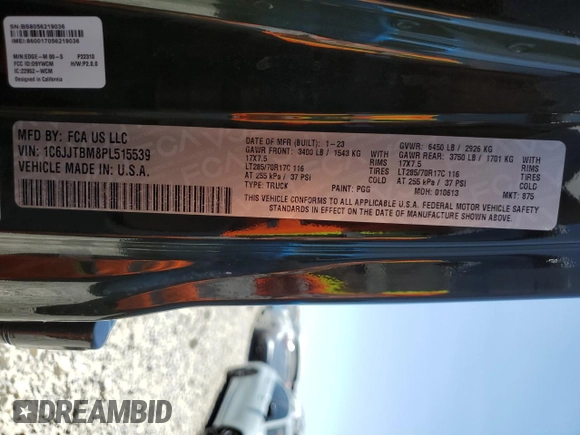 SN:BS8056219036
IMEI:860017056219036
M/N:EDGE-M 00-S P32310
FCC ID:O9YWCM H/W:P2.0.0
IC:22952-WCM
Designed in California
MFD BY: FCA US LLC
VIN: 1C6JJTBM8PL515539
VEHICLE MADE IN: U.S.A.
DATE OF MFR (BUILT): 1-23 GVWR: 6450 LB / 2926 KG
GAWR FRONT: 3400 LB / 1543 KG GAWR REAR: 3750 LB / 1701 KG
17X7.5 RIMS 17X7.5 RIMS
LT285/70R17C 116 TIRES LT285/70R17C 116 TIRES
AT 255 kPa / 37 PSI COLD AT 255 kPa / 37 PSI COLD
TYPE: TRUCK PAINT: PGG MDH: 010613 MKT: 875
THIS VEHICLE CONFORMS TO ALL APPLICABLE U.S.A. FEDERAL MOTOR VEHICLE SAFETY
STANDARDS IN EFFECT ON THE DATE OF MANUFACTURE SHOWN ABOVE.
DREAMBID